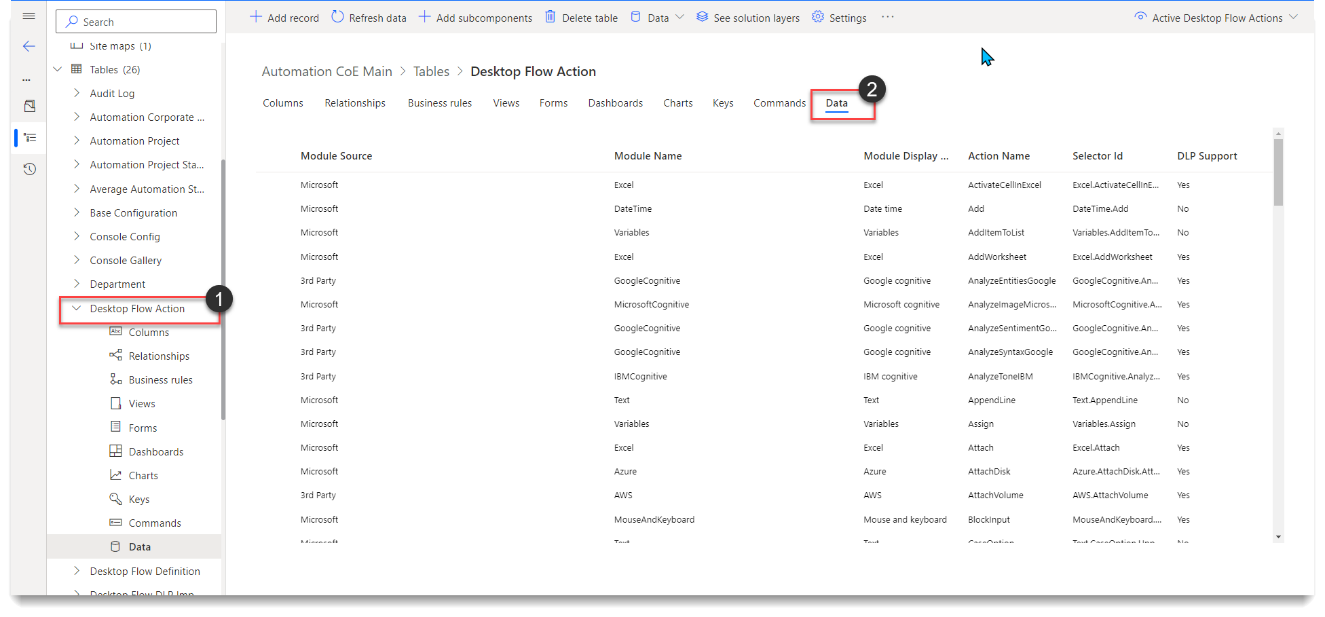 Search
Add record
Refresh data
Add subcomponents
Delete table
Data
See solution layers
Settings
...
Active Desktop Flow Actions
Site maps (1)
Tables (26)
Audit Log
Automation Corporate ...
Automation Project
Automation Project Sta...
Average Automation St...
Base Configuration
Console Config
Console Gallery
Department
1
Desktop Flow Action
Columns
Relationships
Business rules
Views
Forms
Dashboards
Charts
Keys
Commands
Data
Desktop Flow Definition
Desktop Flow DLP Imp...
Automation CoE Main > Tables > Desktop Flow Action
2
Columns Relationships Business rules Views Forms Dashboards Charts Keys Commands Data
Module Source Module Name Module Display ... Action Name Selector Id DLP Support
Microsoft Excel Excel ActivateCellInExcel Excel.ActivateCellInE... Yes
Microsoft DateTime Date time Add DateTime.Add No
Microsoft Variables Variables AddItemToList Variables.AddItemTo... No
Microsoft Excel Excel AddWorksheet Excel.AddWorksheet Yes
3rd Party GoogleCognitive Google cognitive AnalyzeEntitiesGoogle GoogleCognitive.An... Yes
Microsoft MicrosoftCognitive Microsoft cognitive AnalyzeImageMicros... MicrosoftCognitive.A... Yes
3rd Party GoogleCognitive Google cognitive AnalyzeSentimentGo... GoogleCognitive.An... Yes
3rd Party GoogleCognitive Google cognitive AnalyzeSyntaxGoogle GoogleCognitive.An... Yes
3rd Party IBMCognitive IBM cognitive AnalyzeToneIBM IBMCognitive.Analyz... Yes
Microsoft Text Text AppendLine Text.AppendLine No
Microsoft Variables Variables Assign Variables.Assign No
Microsoft Excel Excel Attach Excel.Attach Yes
Microsoft Azure Azure AttachDisk Azure.AttachDisk.Att... Yes
3rd Party AWS AWS AttachVolume AWS.AttachVolume Yes
Microsoft MouseAndKeyboard Mouse and keyboard BlockInput MouseAndKeyboard.... Yes
Microsoft Text Text CaseOption No